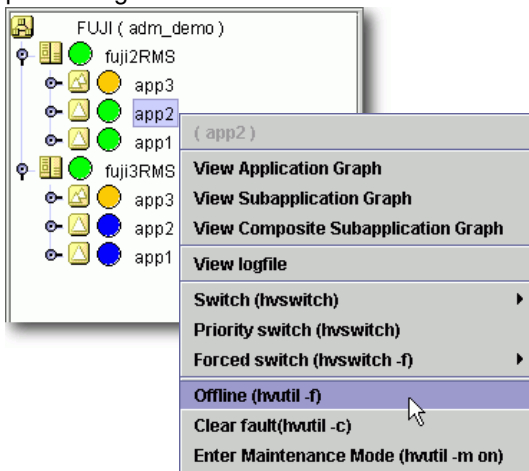 FUJI ( adm_demo )
fuji2RMS
app3
app2
app1
fuji3RMS
app3
app2
app1
( app2 )
View Application Graph
View Subapplication Graph
View Composite Subapplication Graph
View logfile
Switch (hvswitch)
Priority switch (hvswitch)
Forced switch (hvswitch -f)
Offline (hvutil -f)
Clear fault(hvutil -c)
Enter Maintenance Mode (hvutil -m on)